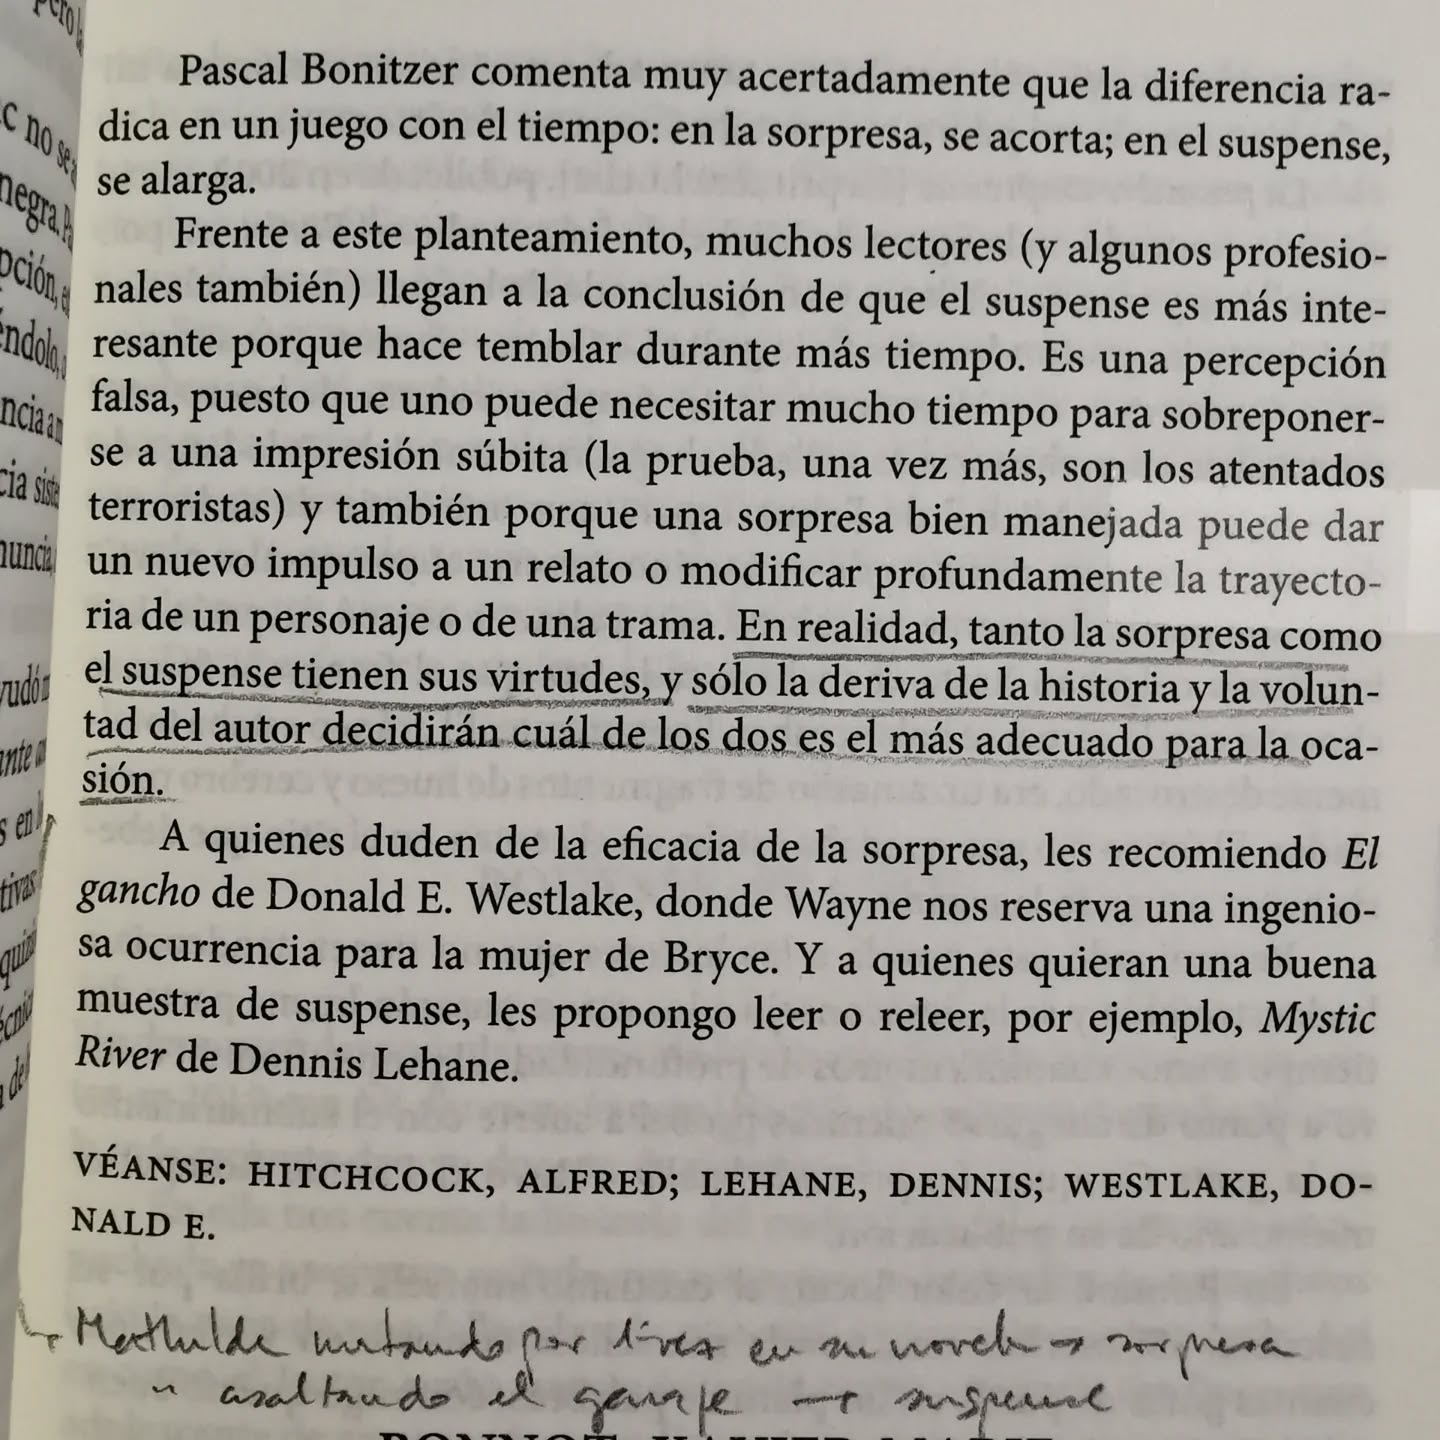 Pascal Bonitzer comenta muy acertadamente que la diferencia ra-
dica en un juego con el tiempo: en la sorpresa, se acorta; en el suspense,
se alarga.
Frente a este planteamiento, muchos lectores (y algunos profesio-
nales también) llegan a la conclusión de que el suspense es más inte-
resante porque hace temblar durante más tiempo. Es una percepción
falsa, puesto que uno puede necesitar mucho tiempo para sobreponer-
se a una impresión súbita (la prueba, una vez más, son los atentados
terroristas) y también porque una sorpresa bien manejada puede dar
un nuevo impulso a un relato o modificar profundamente la trayecto-
ria de un personaje o de una trama. En realidad, tanto la sorpresa como
el suspense tienen sus virtudes, y sólo la deriva de la historia y la volun-
tad del autor decidirán cuál de los dos es el más adecuado para la oca-
sión.
A quienes duden de la eficacia de la sorpresa, les recomiendo El
gancho de Donald E. Westlake, donde Wayne nos reserva una ingenio-
sa ocurrencia para la mujer de Bryce. Y a quienes quieran una buena
muestra de suspense, les propongo leer o releer, por ejemplo, Mystic
River de Dennis Lehane.
VÉANSE: HITCHCOCK, ALFRED; LEHANE, DENNIS; WESTLAKE, DO-
NALD E.
Mathilde por en su → sorpresa
" asaltando el garaje → suspense